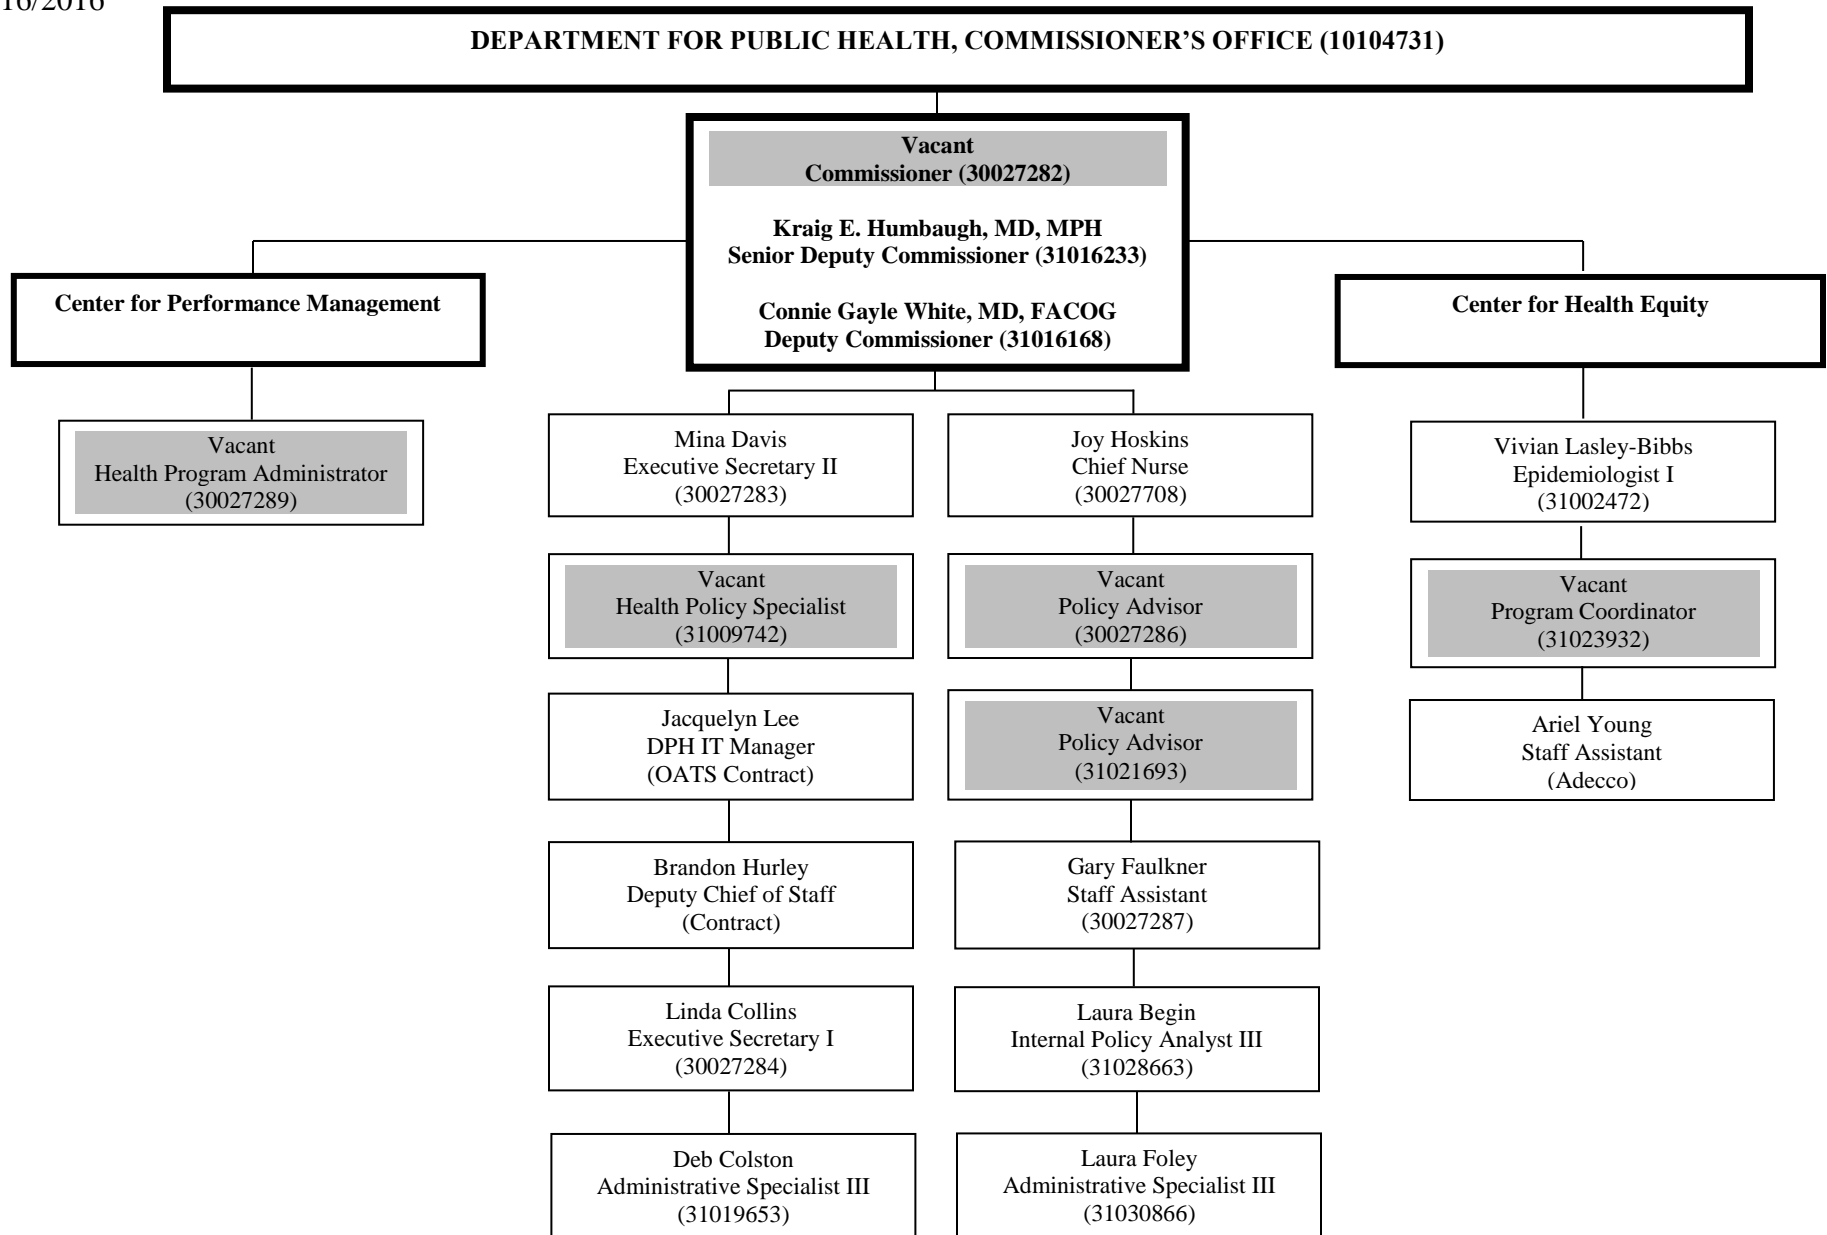 16/2016
DEPARTMENT FOR PUBLIC HEALTH, COMMISSIONER'S OFFICE (10104731)
Vacant
Commissioner (30027282)
Kraig E. Humbaugh, MD, MPH
Senior Deputy Commissioner (31016233)
Connie Gayle White, MD, FACOG
Deputy Commissioner (31016168)
Center for Performance Management
Vacant
Health Program Administrator
(30027289)
Mina Davis
Executive Secretary II
(30027283)
Vacant
Health Policy Specialist
(31009742)
Jacquelyn Lee
DPH IT Manager
(OATS Contract)
Brandon Hurley
Deputy Chief of Staff
(Contract)
Linda Collins
Executive Secretary I
(30027284)
Deb Colston
Administrative Specialist III
(31019653)
Joy Hoskins
Chief Nurse
(30027708)
Vacant
Policy Advisor
(30027286)
Vacant
Policy Advisor
(31021693)
Gary Faulkner
Staff Assistant
(30027287)
Laura Begin
Internal Policy Analyst III
(31028663)
Laura Foley
Administrative Specialist III
(31030866)
Center for Health Equity
Vivian Lasley-Bibbs
Epidemiologist I
(31002472)
Vacant
Program Coordinator
(31023932)
Ariel Young
Staff Assistant
(Adecco)